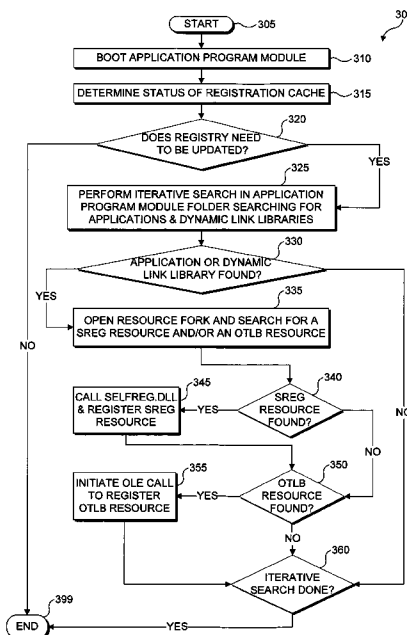 START
305
30
BOOT APPLICATION PROGRAM MODULE
310
DETERMINE STATUS OF REGISTRATION CACHE
315
320
DOES REGISTRY NEED
TO BE UPDATED?
YES
325
PERFORM ITERATIVE SEARCH IN APPLICATION
PROGRAM MODULE FOLDER SEARCHING FOR
APPLICATIONS & DYNAMIC LINK LIBRARIES
330
APPLICATION OR DYNAMIC
LINK LIBRARY FOUND?
YES
335
OPEN RESOURCE FORK AND SEARCH FOR A
SREG RESOURCE AND/OR AN OTLB RESOURCE
NO
345
340
CALL SELFREG.DLL
& REGISTER SREG
RESOURCE
YES
SREG
RESOURCE
FOUND?
NO
NO
355
350
INITIATE OLE CALL
TO REGISTER
OTLB RESOURCE
YES
OTLB
RESOURCE
FOUND?
NO
360
ITERATIVE
SEARCH DONE?
399
END
YES